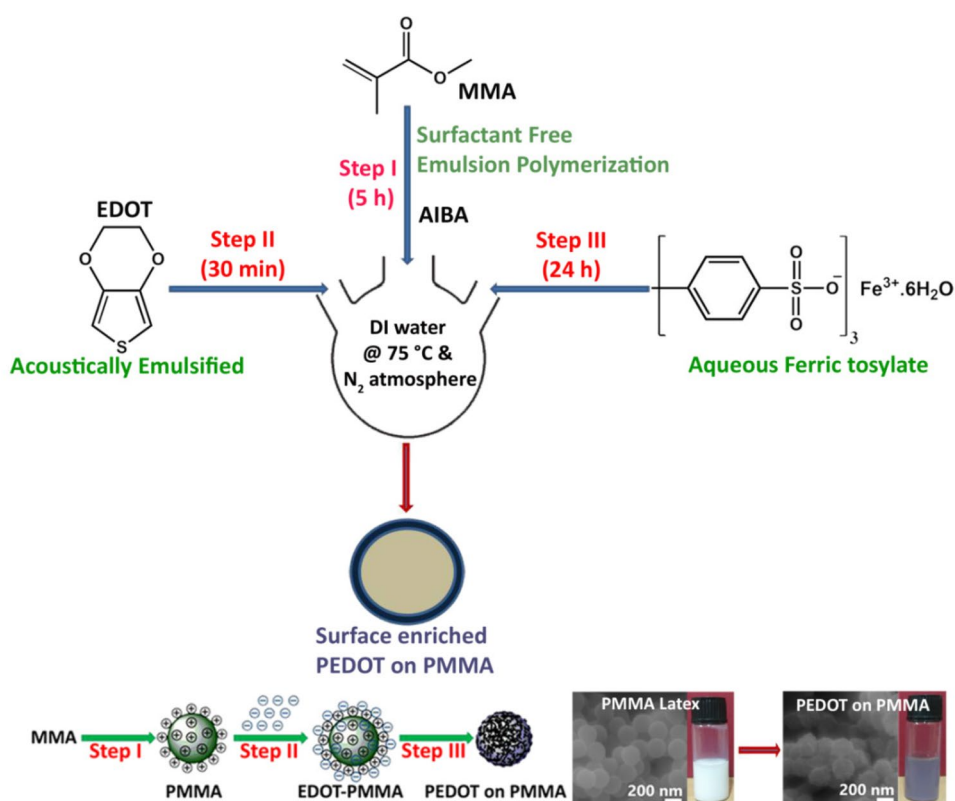 O
O
MMA
Surfactant Free
Emulsion Polymerization
Step I
(5 h)
AIBA
EDOT
O
O
S
Acoustically Emulsified
Step II
(30 min)
Step III
(24 h)
O
S
O⁻
O
3
Fe³⁺.6H₂O
Aqueous Ferric tosylate
DI water
@ 75 °C &
N₂ atmosphere
Surface enriched
PEDOT on PMMA
MMA
Step I
PMMA
Step II
EDOT-PMMA
Step III
PEDOT on PMMA
PMMA Latex
200 nm
PEDOT on PMMA
200 nm